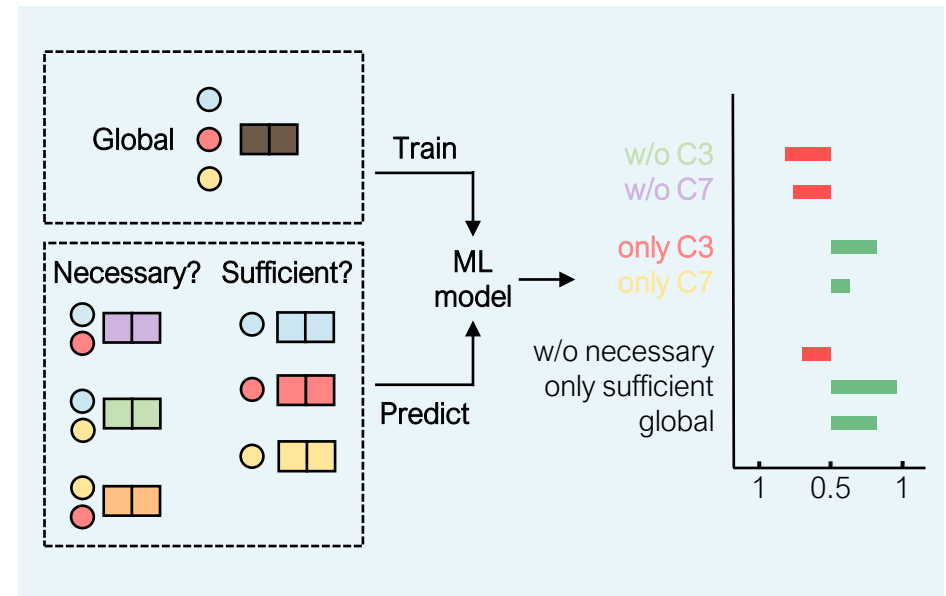 Global
Train
Necessary? Sufficient?
ML
model
Predict
w/o C3
w/o C7
only C3
only C7
w/o necessary
only sufficient
global
1 0.5 1